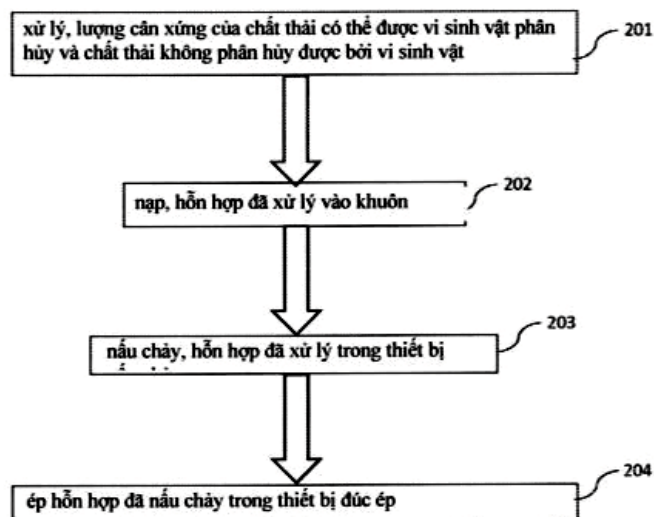 xử lý, lượng cân xứng của chất thải có thể được vi sinh vật phân
hủy và chất thải không phân hủy được bởi vi sinh vật
201
202
nạp, hỗn hợp đã xử lý vào khuôn
203
nấu chảy, hỗn hợp đã xử lý trong thiết bị
204
ép hỗn hợp đã nấu chảy trong thiết bị đúc ép